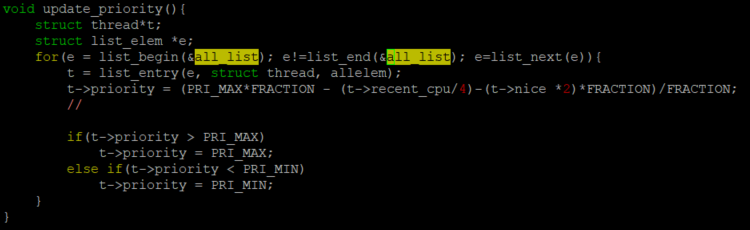 void update_priority(){
    struct thread*t;
    struct list_elem *e;
    for(e = list_begin(&all_list); e!=list_end(&all_list); e=list_next(e)){
        t = list_entry(e, struct thread, allelem);
        t->priority = (PRI_MAX*FRACTION - (t->recent_cpu/4)-(t->nice *2)*FRACTION)/FRACTION;
        //
        if(t->priority > PRI_MAX)
            t->priority = PRI_MAX;
        else if(t->priority < PRI_MIN)
            t->priority = PRI_MIN;
    }
}